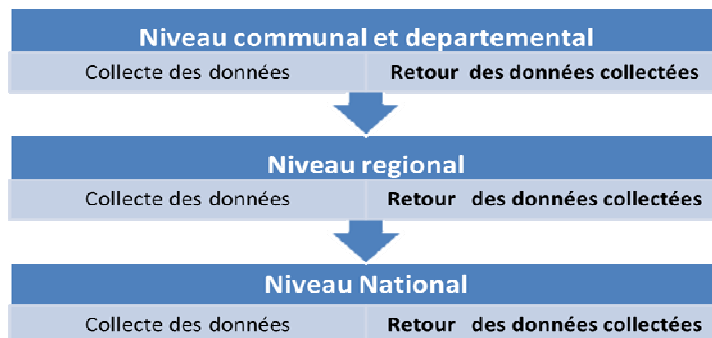 Niveau communal et departemental
Collecte des données Retour des données collectées
Niveau regional
Collecte des données Retour des données collectées
Niveau National
Collecte des données Retour des données collectées